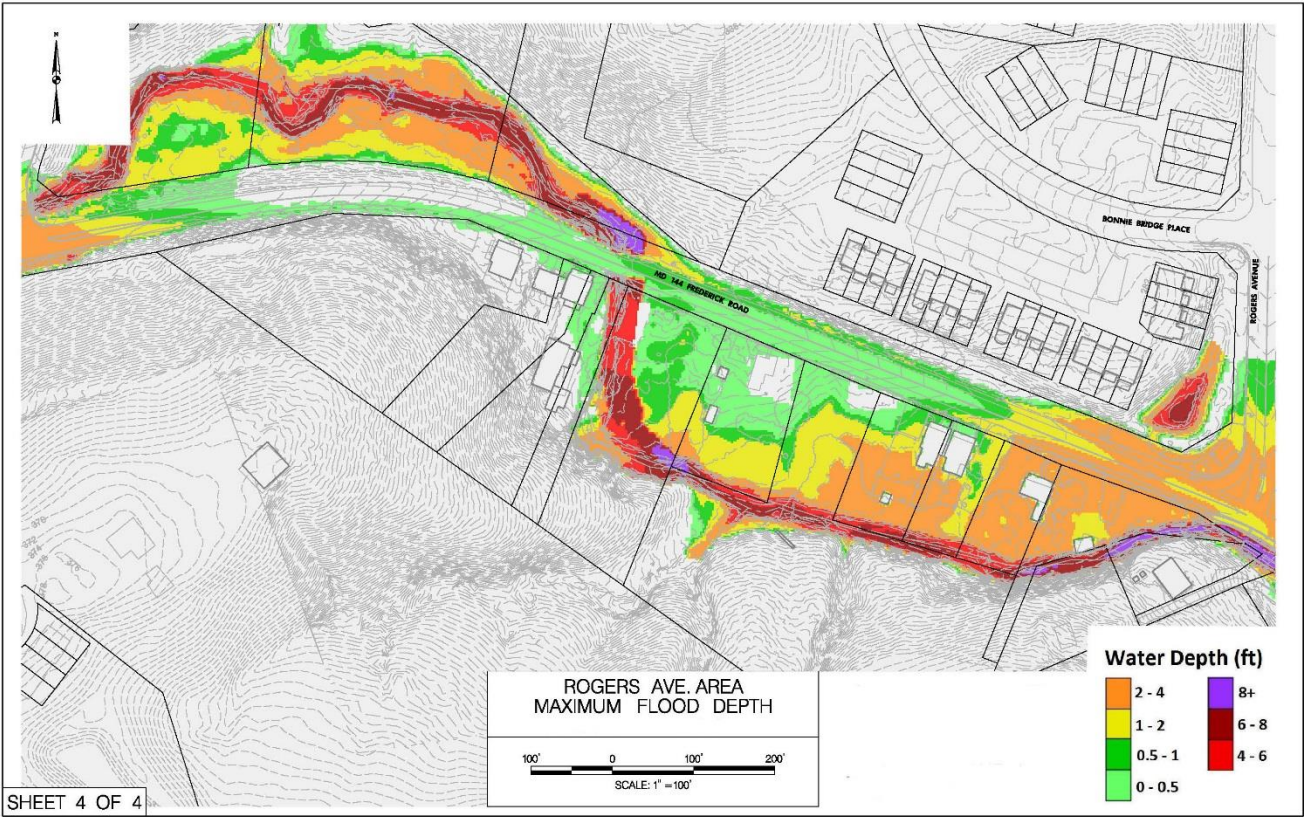 N
BONNIE BRIDGE PLACE
ROGERS AVENUE
MD 144 FREDERICK ROAD
ROGERS AVE. AREA
MAXIMUM FLOOD DEPTH
100' 0 100' 200'
SCALE: 1" =100'
Water Depth (ft)
2 - 4 8+
1 - 2 6 - 8
0.5 - 1 4 - 6
0 - 0.5
SHEET 4 OF 4